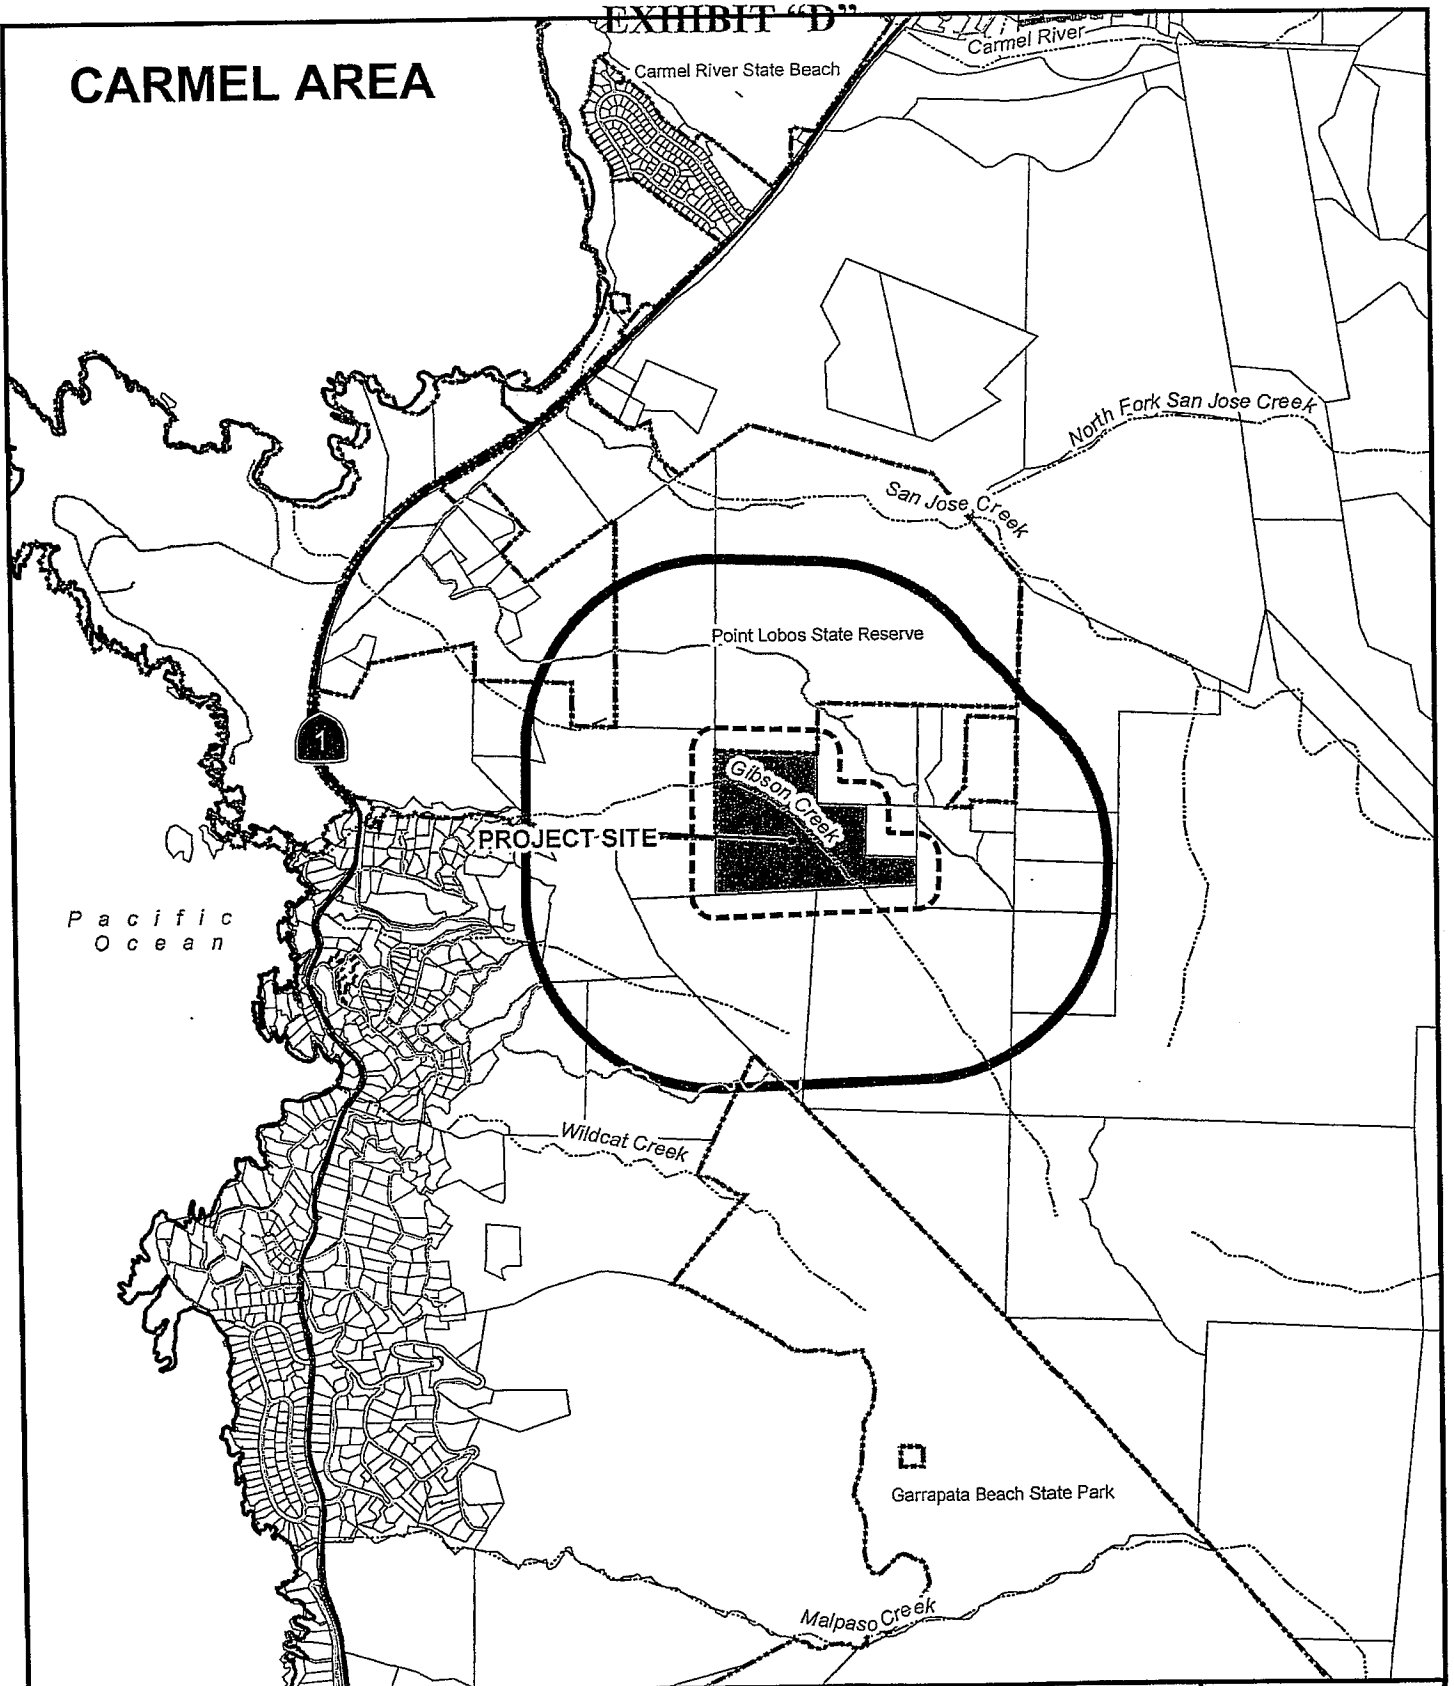 EXHIBIT “D”
CARMEL AREA
Carmel River
Carmel River State Beach
North Fork San Jose Creek
San Jose Creek
Point Lobos State Reserve
1
Gibson Creek
PROJECT SITE
Pacific
Ocean
Wildcat Creek
Garrapata Beach State Park
Malpaso Creek